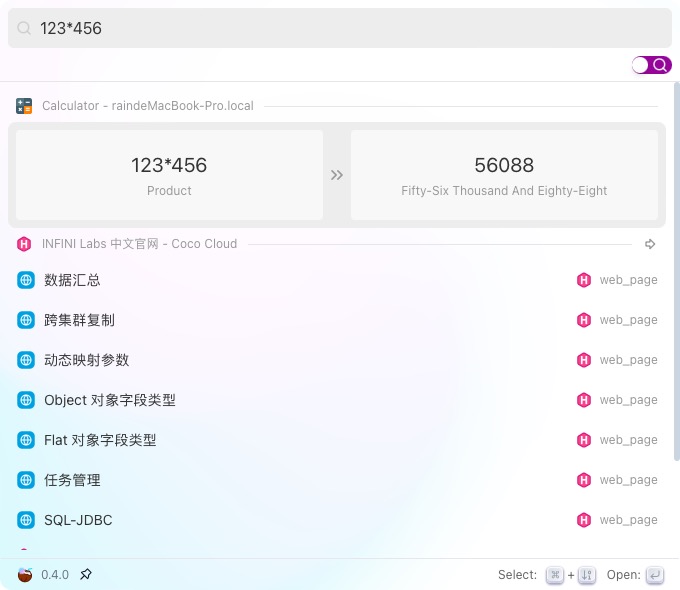 123*456
Calculator - raindeMacBook-Pro.local
123*456
Product
56088
Fifty-Six Thousand And Eighty-Eight
INFINI Labs 中文官网 - Coco Cloud
数据汇总 web_page
跨集群复制 web_page
动态映射参数 web_page
Object 对象字段类型 web_page
Flat 对象字段类型 web_page
任务管理 web_page
SQL-JDBC web_page
0.4.0 Select: ⌘ + ↓↑ Open: ↵